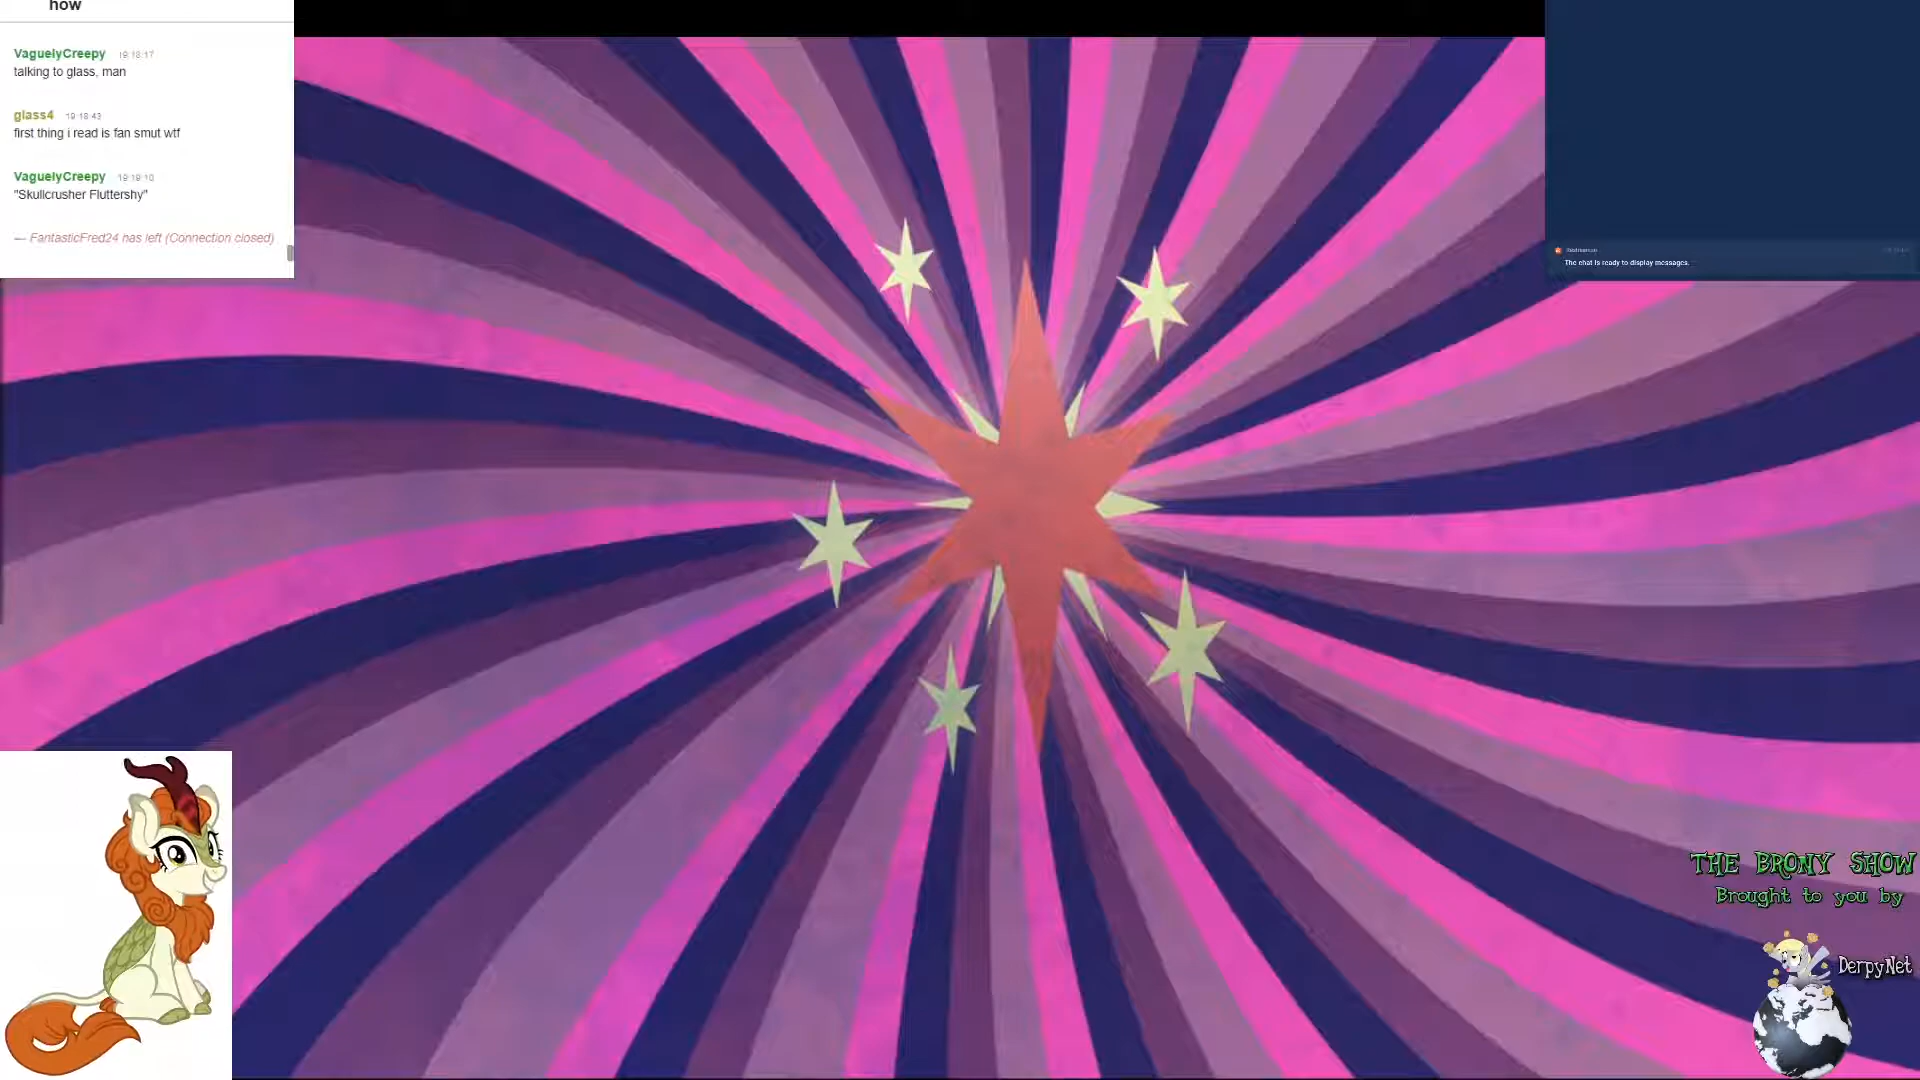 how
VaguelyCreepy 19:18:17
talking to glass, man
glass4 19:18:43
first thing i read is fan smut wtf
VaguelyCreepy 19:19:10
"Skullcrusher Fluttershy"
— FantasticFred24 has left (Connection closed)
The chat is ready to display messages.
THE BRONY SHOW
Brought to you by
DerpyNet